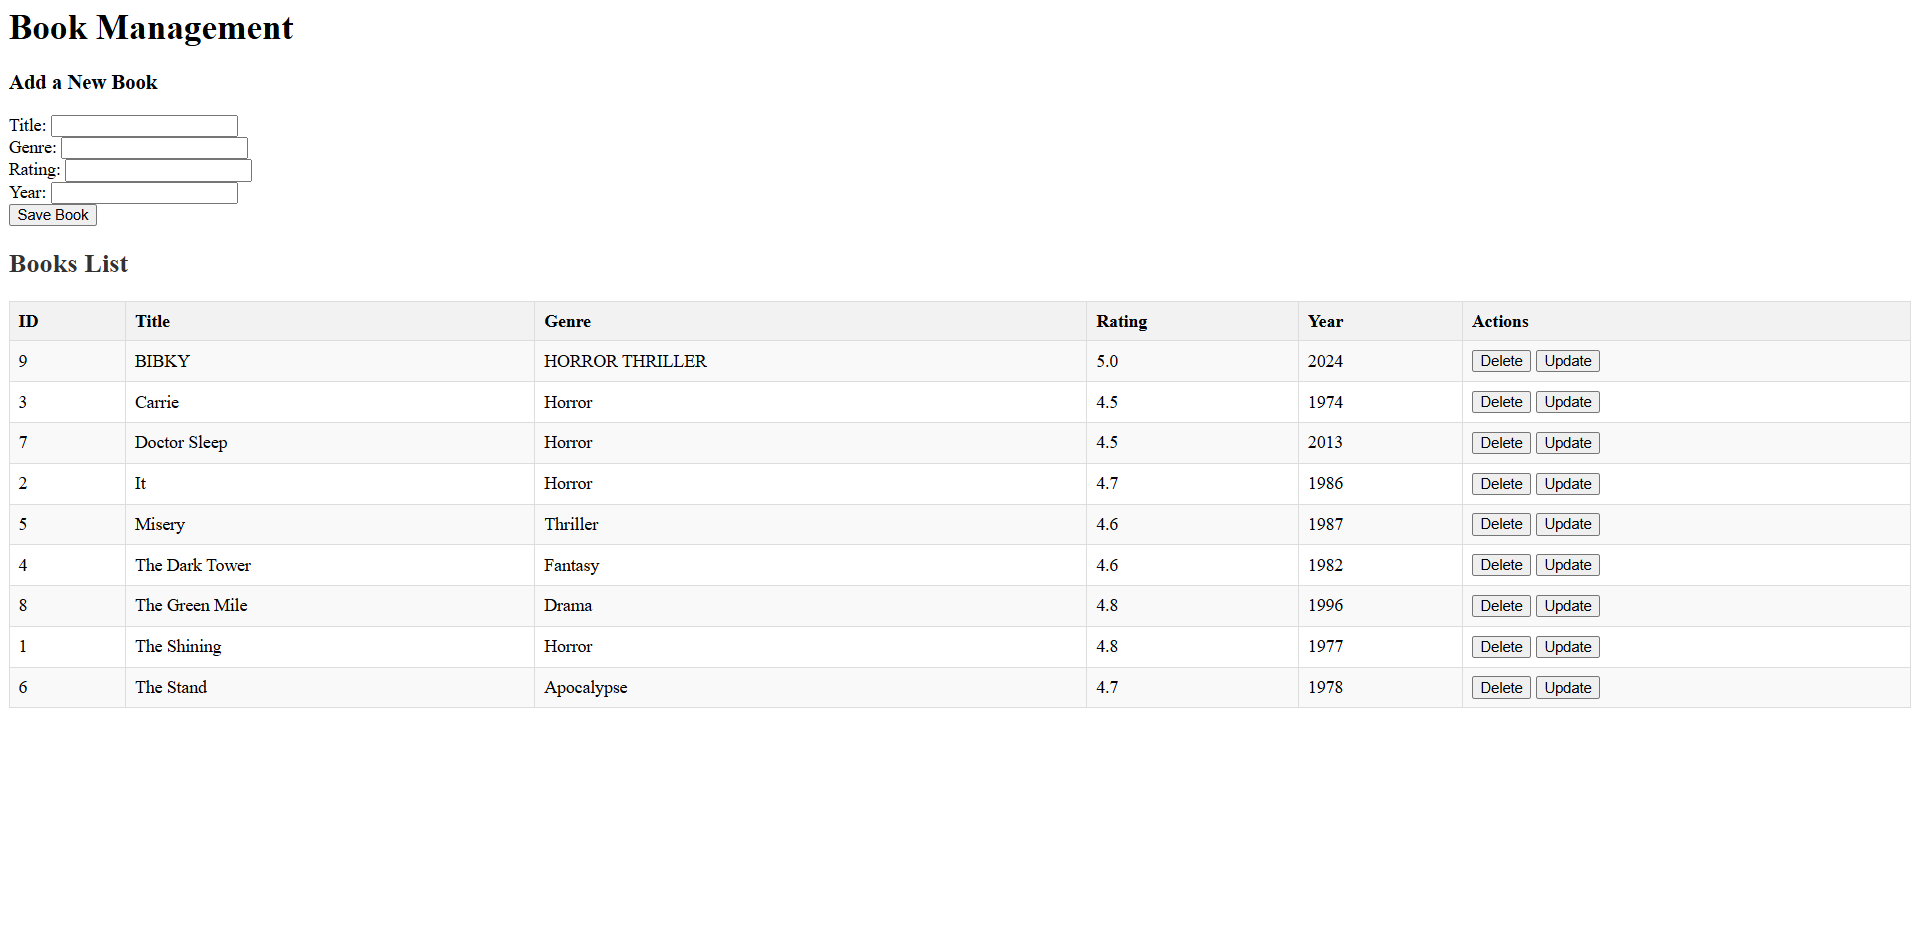 Book Management
Add a New Book
Title:
Genre:
Rating:
Year:
Save Book
Books List
ID Title Genre Rating Year Actions
9 BIBKY HORROR THRILLER 5.0 2024 Delete Update
3 Carrie Horror 4.5 1974 Delete Update
7 Doctor Sleep Horror 4.5 2013 Delete Update
2 It Horror 4.7 1986 Delete Update
5 Misery Thriller 4.6 1987 Delete Update
4 The Dark Tower Fantasy 4.6 1982 Delete Update
8 The Green Mile Drama 4.8 1996 Delete Update
1 The Shining Horror 4.8 1977 Delete Update
6 The Stand Apocalypse 4.7 1978 Delete Update